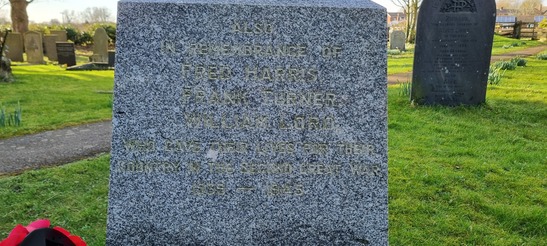 ALSO
IN REMEMBRANCE OF
FRED HARRIS
FRANK TURNER
WILLIAM LORD
WHO GAVE THEIR LIVES FOR THEIR
COUNTRY IN THE SECOND GREAT WAR
1939 — 1945